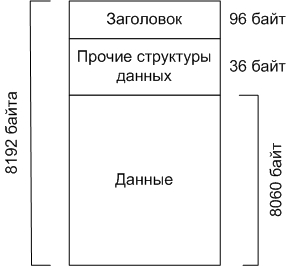 Заголовок
96 байт
Прочие структуры
данных
36 байт
8192 байта
Данные
8060 байт